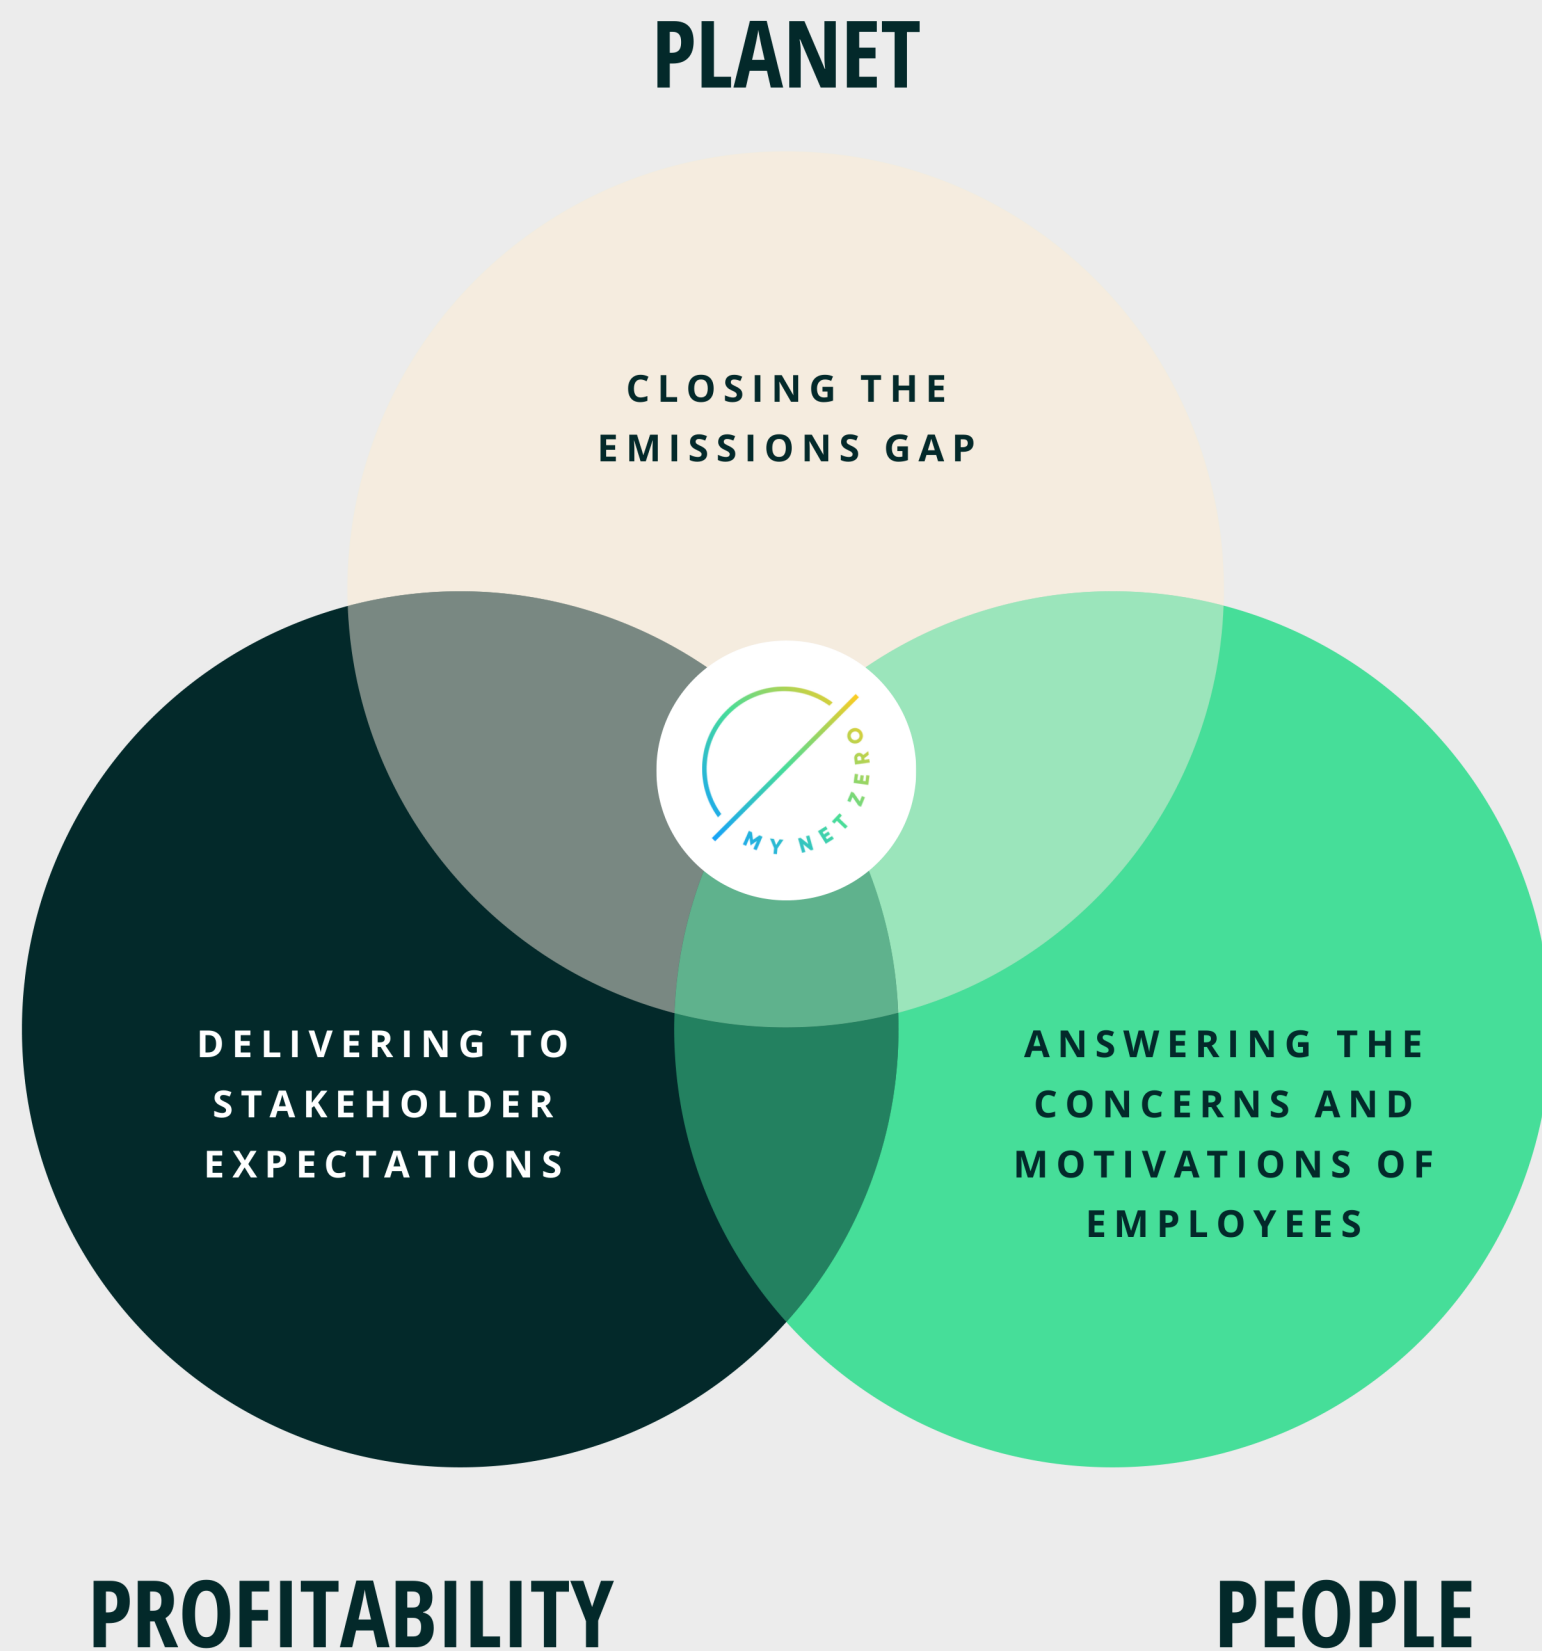 PLANET
CLOSING THE
EMISSIONS GAP
MY NET ZERO
DELIVERING TO
STAKEHOLDER
EXPECTATIONS
ANSWERING THE
CONCERNS AND
MOTIVATIONS OF
EMPLOYEES
PROFITABILITY
PEOPLE